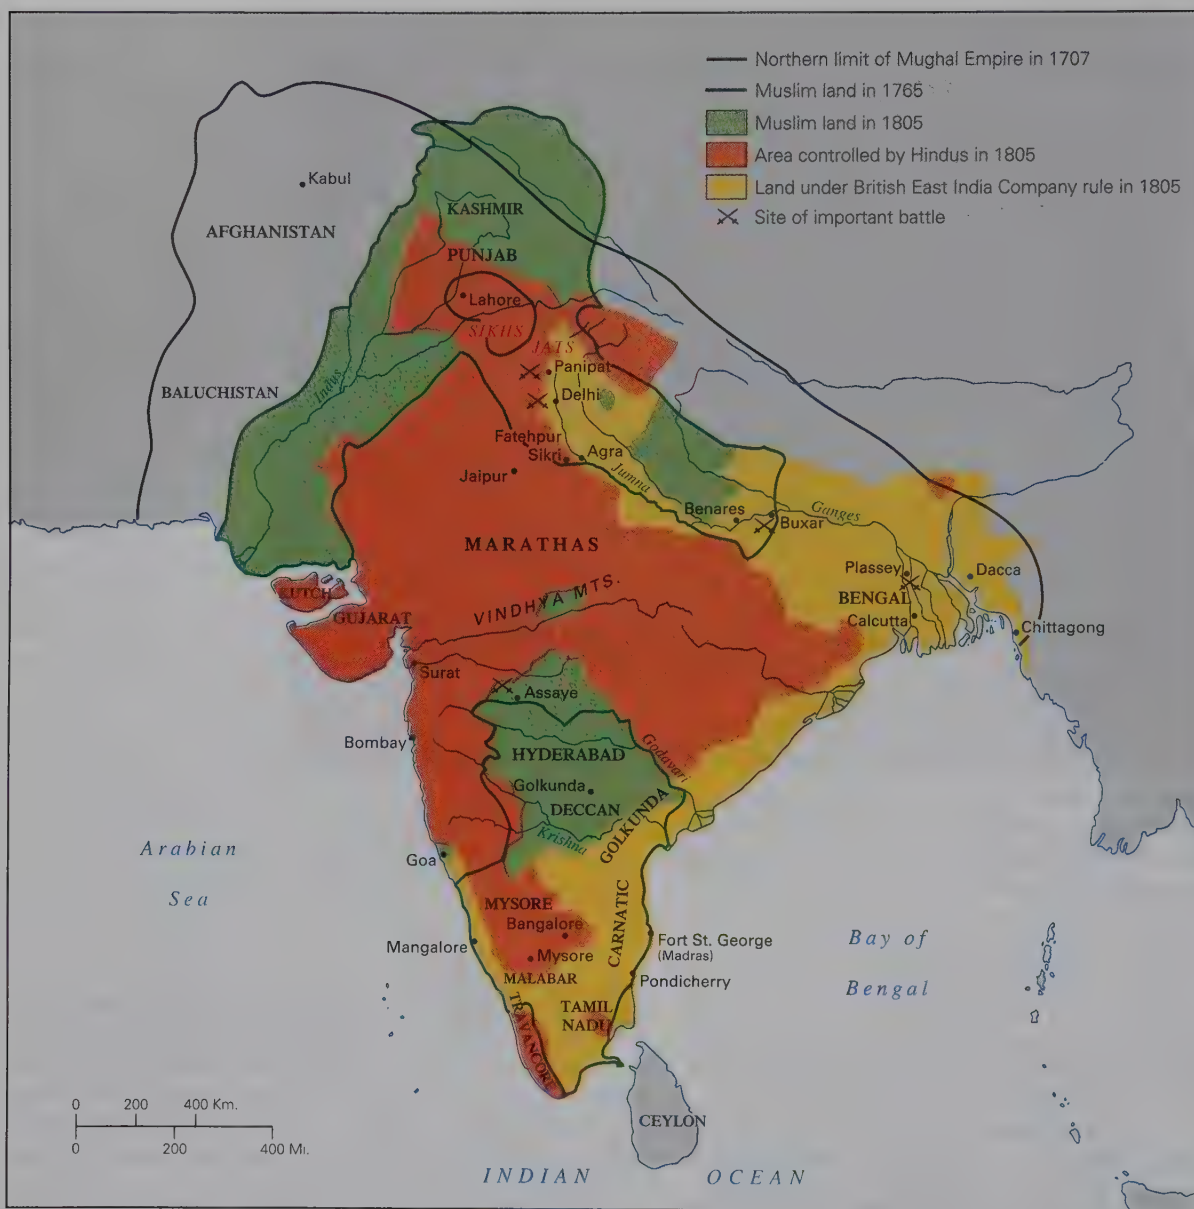 Northern limit of Mughal Empire in 1707
Muslim land in 1765
Muslim land in 1805
Area controlled by Hindus in 1805
Land under British East India Company rule in 1805
Site of important battle
Kabul
AFGHANISTAN
KASHMIR
PUNJAB
Lahore
SIKHS
JATS
Panipat
BALUCHISTAN
Indus
Delhi
Fatehpur
Sikri
Agra
Jaipur
Jumna
Benares
Buxar
Ganges
MARATHAS
Plassey
Dacca
BENGAL
Calcutta
Chittagong
KUTCH
VINDHYA MTS.
GUJARAT
Surat
Assaye
Bombay
HYDERABAD
Godavari
Golkunda
DECCAN
GOLKUNDA
Krishna
Arabian
Sea
Goa
MYSORE
Bangalore
CARNATIC
Mangalore
Mysore
Fort St. George
(Madras)
MALABAR
Pondicherry
Bay of
Bengal
TRAVANCORE
TAMIL
NADU
0 200 400 Km.
0 200 400 MI.
CEYLON
INDIAN OCEAN